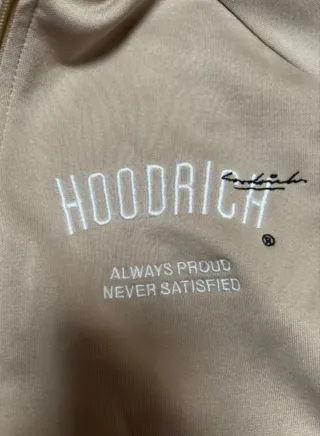 HOODRICH
®
ALWAYS PROUD
NEVER SATISFIED